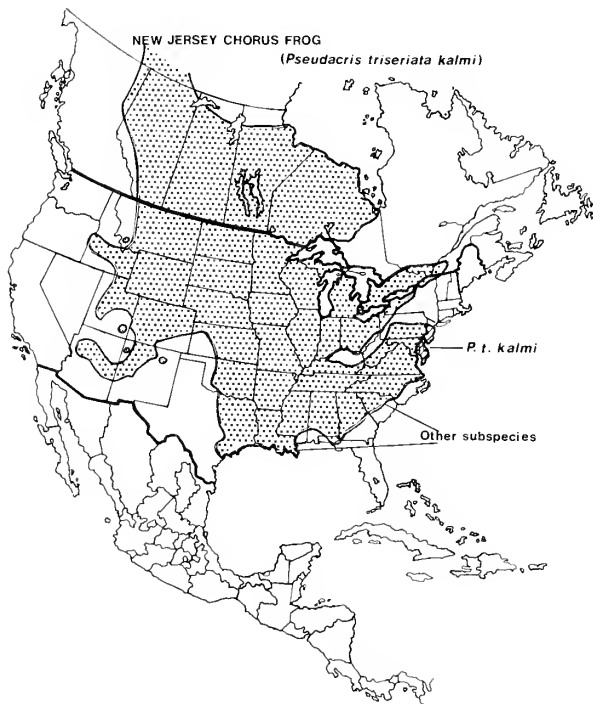 NEW JERSEY CHORUS FROG
(Pseudacris triseriata kalmi)
P. t. kalmi
Other subspecies